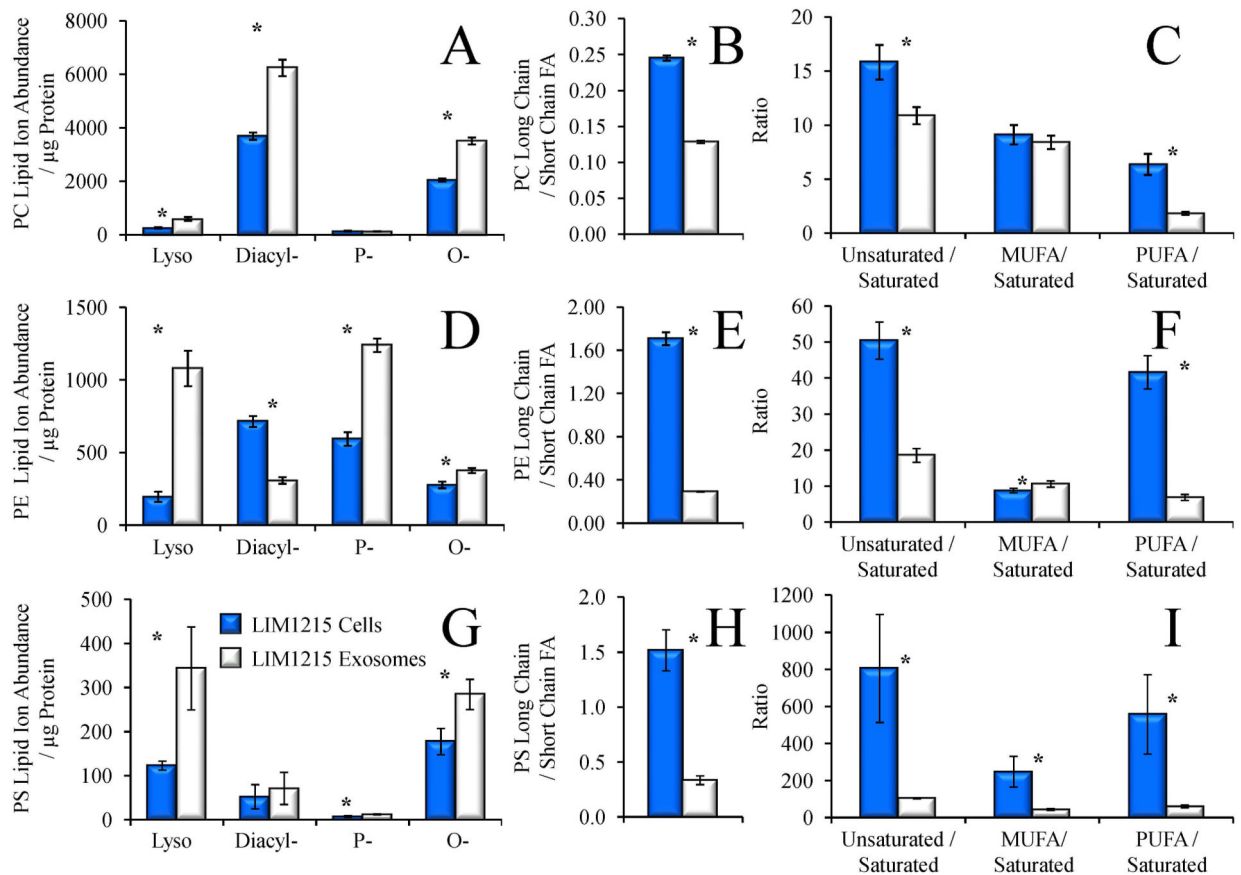 PC Lipid Ion Abundance
/ µg Protein
8000
6000
4000
2000
0
*
*
*
A
Lyso
Diacyl-
P-
O-
PC Long Chain
/ Short Chain FA
0.30
0.25
0.20
0.15
0.10
0.05
0.00
*
B
Ratio
20
15
10
5
0
*
*
C
Unsaturated /
Saturated
MUFA/
Saturated
PUFA /
Saturated
PE Lipid Ion Abundance
/ µg Protein
1500
1000
500
0
*
*
*
*
D
Lyso
Diacyl-
P-
O-
PE Long Chain
/ Short Chain FA
2.00
1.60
1.20
0.80
0.40
0.00
*
E
Ratio
60
50
40
30
20
10
0
*
*
*
F
Unsaturated /
Saturated
MUFA /
Saturated
PUFA /
Saturated
PS Lipid Ion Abundance
/ µg Protein
500
400
300
200
100
0
*
*
*
G
LIM1215 Cells
LIM1215 Exosomes
Lyso
Diacyl-
P-
O-
PS Long Chain
/ Short Chain FA
2.0
1.5
1.0
0.5
0.0
*
H
Ratio
1200
1000
800
600
400
200
0
*
*
*
I
Unsaturated /
Saturated
MUFA/
Saturated
PUFA /
Saturated